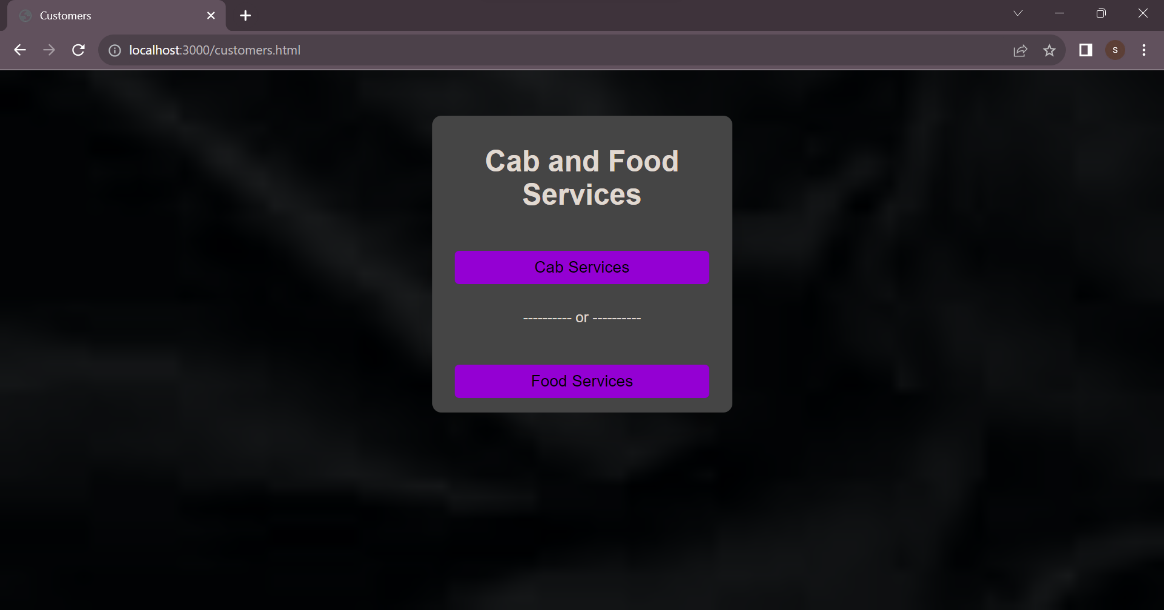 Customers
localhost:3000/customers.html
S
Cab and Food
Services
Cab Services
---------- or ----------
Food Services